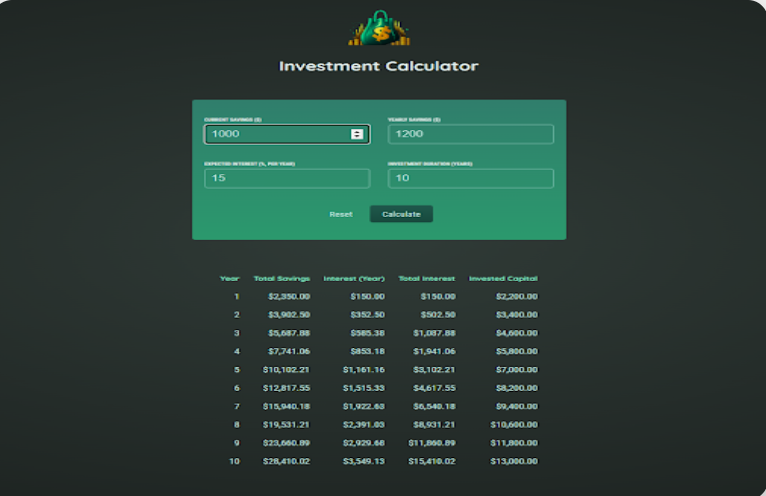 $
Investment Calculator
CURRENT SAVINGS ($) YEARLY SAVINGS ($)
1000 1200
EXPECTED INTEREST (%, PER YEAR) INVESTMENT DURATION (YEARS)
15 10
Reset Calculate
Year Total Savings Interest (Year) Total Interest Invested Capital
1 $2,350.00 $150.00 $150.00 $2,200.00
2 $3,902.50 $352.50 $502.50 $3,400.00
3 $5,687.88 $585.38 $1,087.88 $4,600.00
4 $7,741.06 $853.18 $1,941.06 $5,800.00
5 $10,102.21 $1,161.16 $3,102.21 $7,000.00
6 $12,817.55 $1,515.33 $4,617.55 $8,200.00
7 $15,940.18 $1,922.63 $6,540.18 $9,400.00
8 $19,531.21 $2,391.03 $8,931.21 $10,600.00
9 $23,660.89 $2,929.68 $11,860.89 $11,800.00
10 $28,410.02 $3,549.13 $15,410.02 $13,000.00